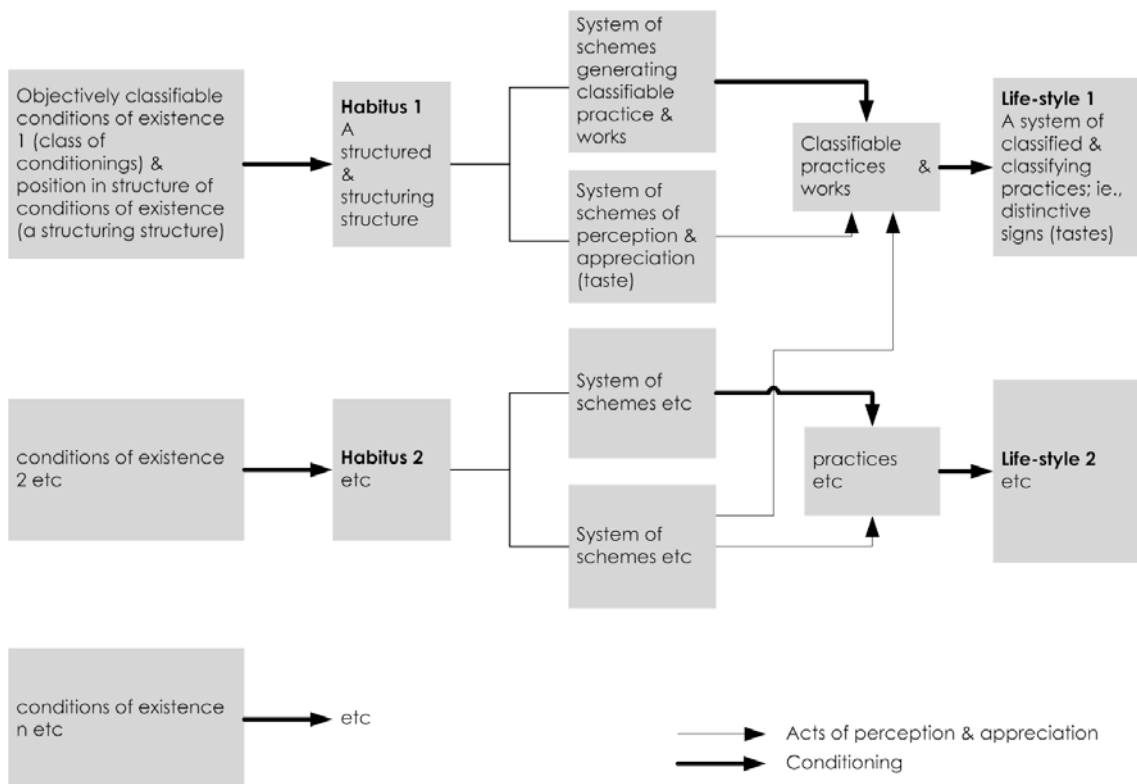 Objectively classifiable
conditions of existence
1 (class of
conditionings) &
position in structure of
conditions of existence
(a structuring structure)
Habitus 1
A
structured
&
structuring
structure
System of
schemes
generating
classifiable
practice &
works
System of
schemes of
perception &
appreciation
(taste)
Classifiable
practices &
works
Life-style 1
A system of
classified &
classifying
practices; ie.,
distinctive
signs (tastes)
conditions of existence
2 etc
Habitus 2
etc
System of
schemes etc
System of
schemes etc
practices
etc
Life-style 2
etc
conditions of existence
n etc
etc
Acts of perception & appreciation
Conditioning